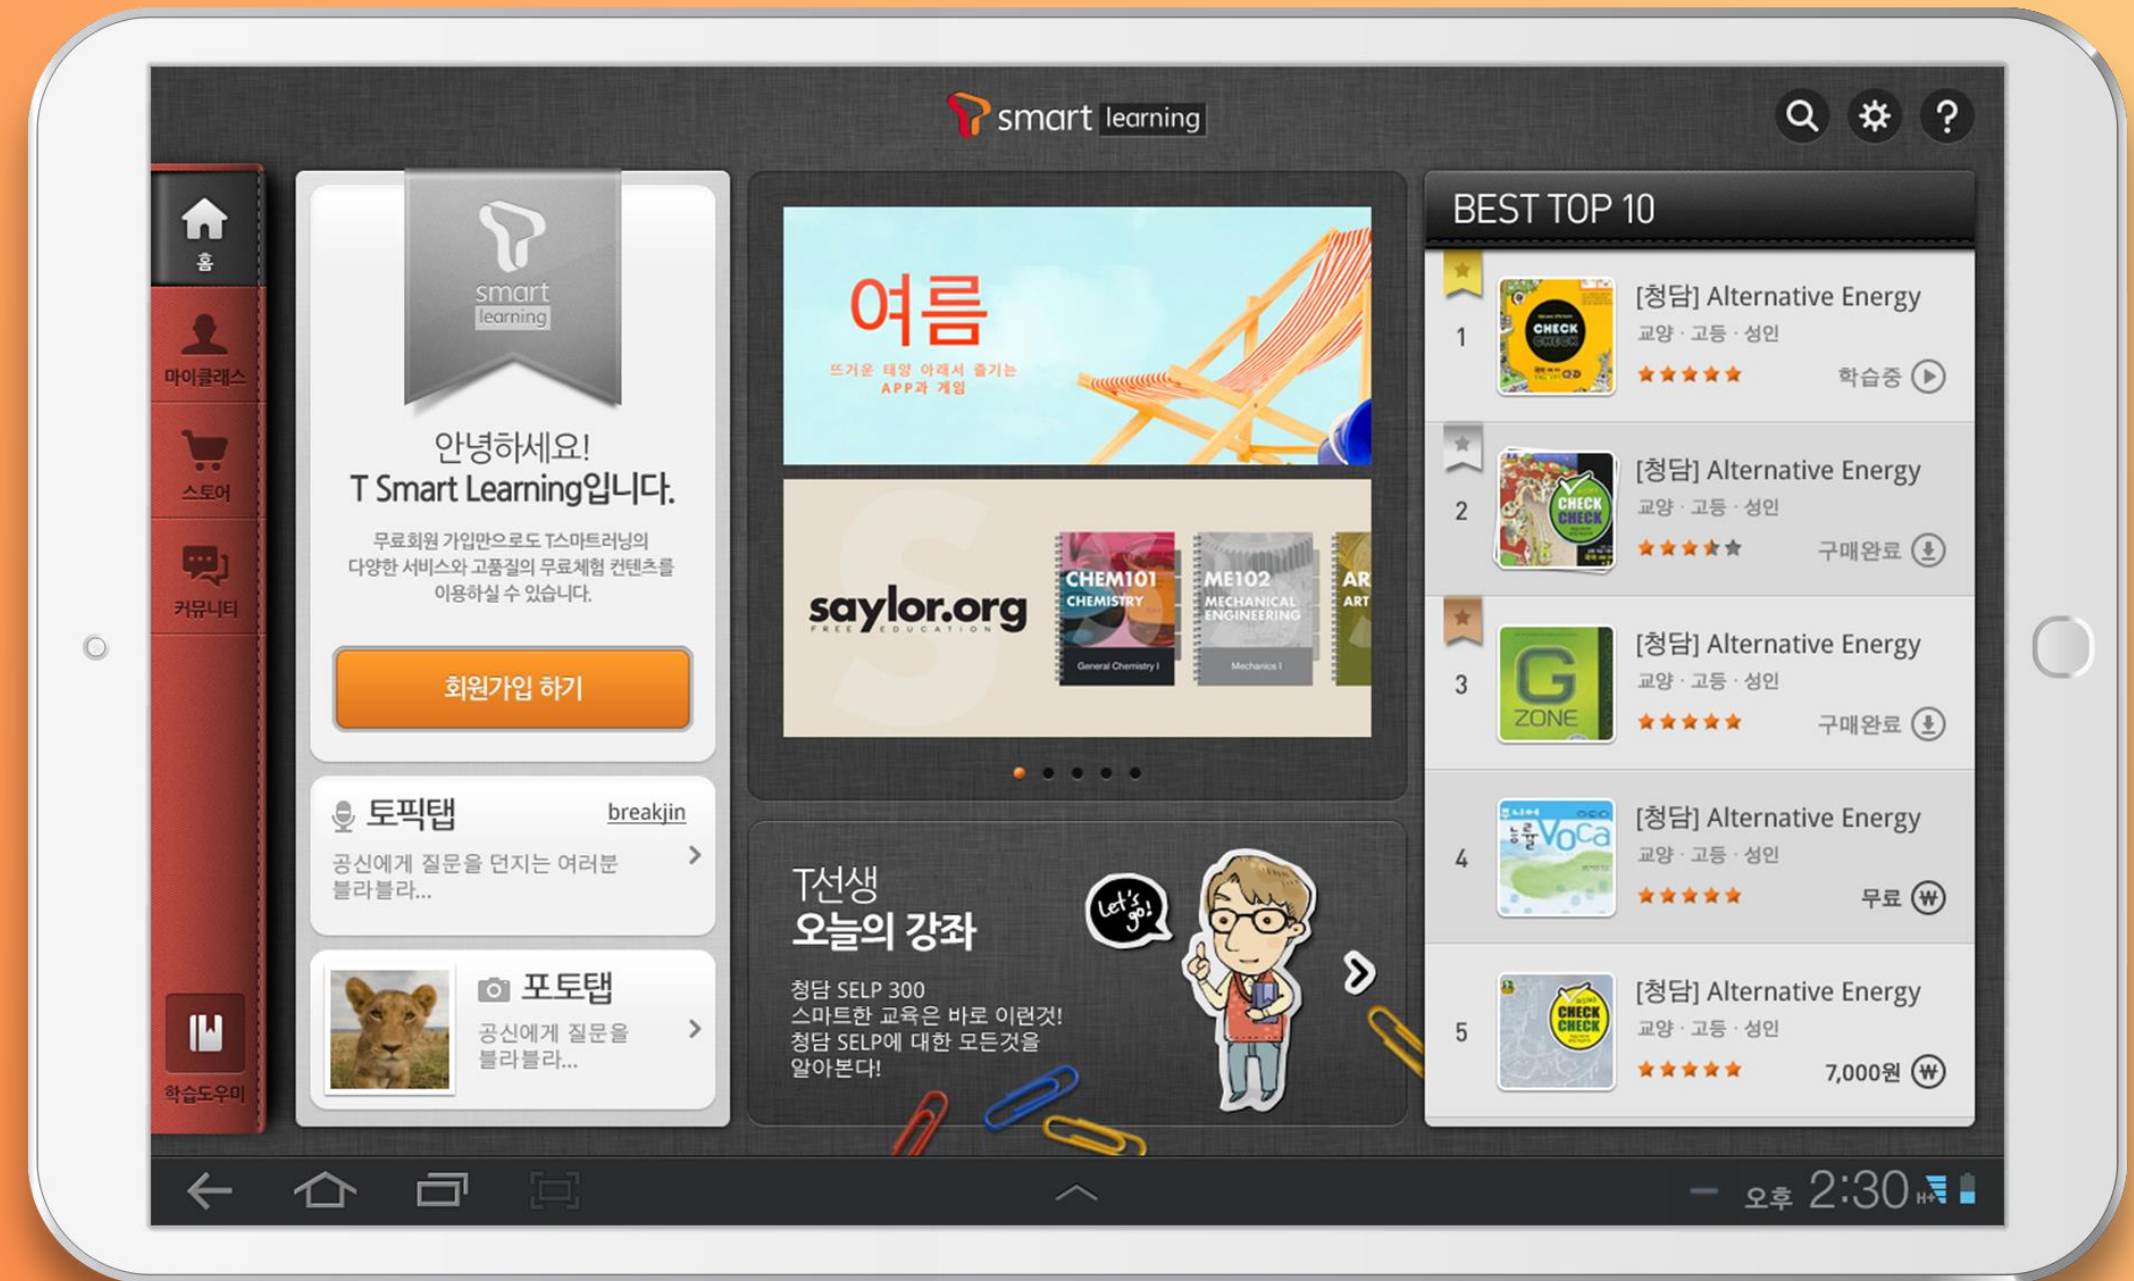 smart learning
홈
마이클래스
스토어
커뮤니티
학습도우미
smart
learning
안녕하세요!
T Smart Learning입니다.
무료회원 가입만으로도 T스마트러닝의
다양한 서비스와 고품질의 무료체험 컨텐츠를
이용하실 수 있습니다.
회원가입 하기
토픽탭
breakjin
공신에게 질문을 던지는 여러분
블라블라...
포토탭
공신에게 질문을
블라블라...
여름
뜨거운 태양 아래서 즐기는
APP과 게임
saylor.org
FREE EDUCATION
CHEM101
CHEMISTRY
General Chemistry I
ME102
MECHANICAL
ENGINEERING
Mechanics I
AR
ART
T선생
오늘의 강좌
청담 SELP 300
스마트한 교육은 바로 이런것!
청담 SELP에 대한 모든것을
알아본다!
Let's
go!
BEST TOP 10
1
CHECK
CHECK
[청담] Alternative Energy
교양 · 고등 · 성인
학습중
2
CHECK
CHECK
[청담] Alternative Energy
교양 · 고등 · 성인
구매완료
3
G
ZONE
[청담] Alternative Energy
교양 · 고등 · 성인
구매완료
4
능률 Voca
[청담] Alternative Energy
교양 · 고등 · 성인
무료
5
CHECK
CHECK
[청담] Alternative Energy
교양 · 고등 · 성인
7,000원
오후 2:30
H+